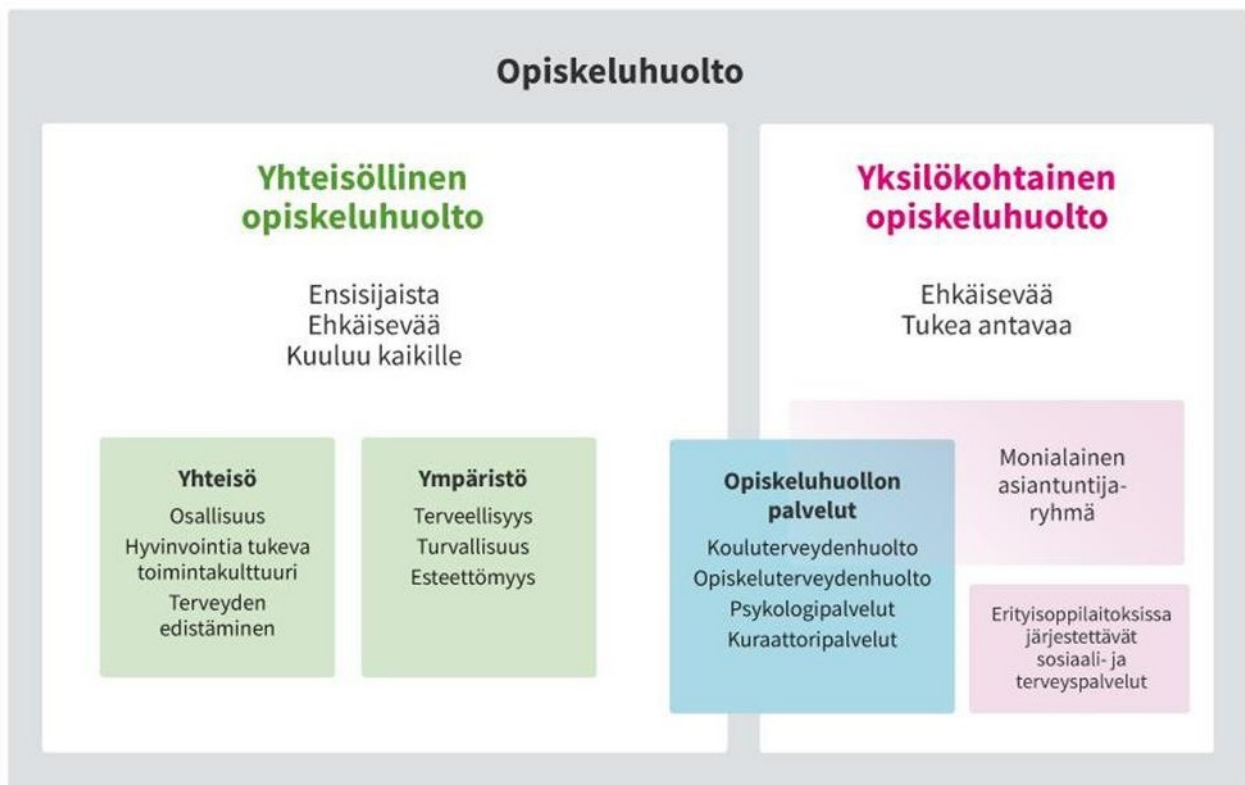 Opiskeluhuolto
Yhteisöllinen
opiskeluhuolto
Ensisijaista
Ehkäisevää
Kuuluu kaikille
Yhteisö
Osallisuus
Hyvinvointia tukeva
toimintakulttuuri
Terveyden
edistäminen
Ympäristö
Terveellisyys
Turvallisuus
Esteettömyys
Opiskeluhuollon
palvelut
Kouluterveydenhuolto
Opiskeluterveydenhuolto
Psykologipalvelut
Kuraattoripalvelut
Yksilökohtainen
opiskeluhuolto
Ehkäisevää
Tukea antavaa
Monialainen
asiantuntija-
ryhmä
Erityisoppilaitoksissa
järjestettävät
sosiaali- ja
terveyspalvelut